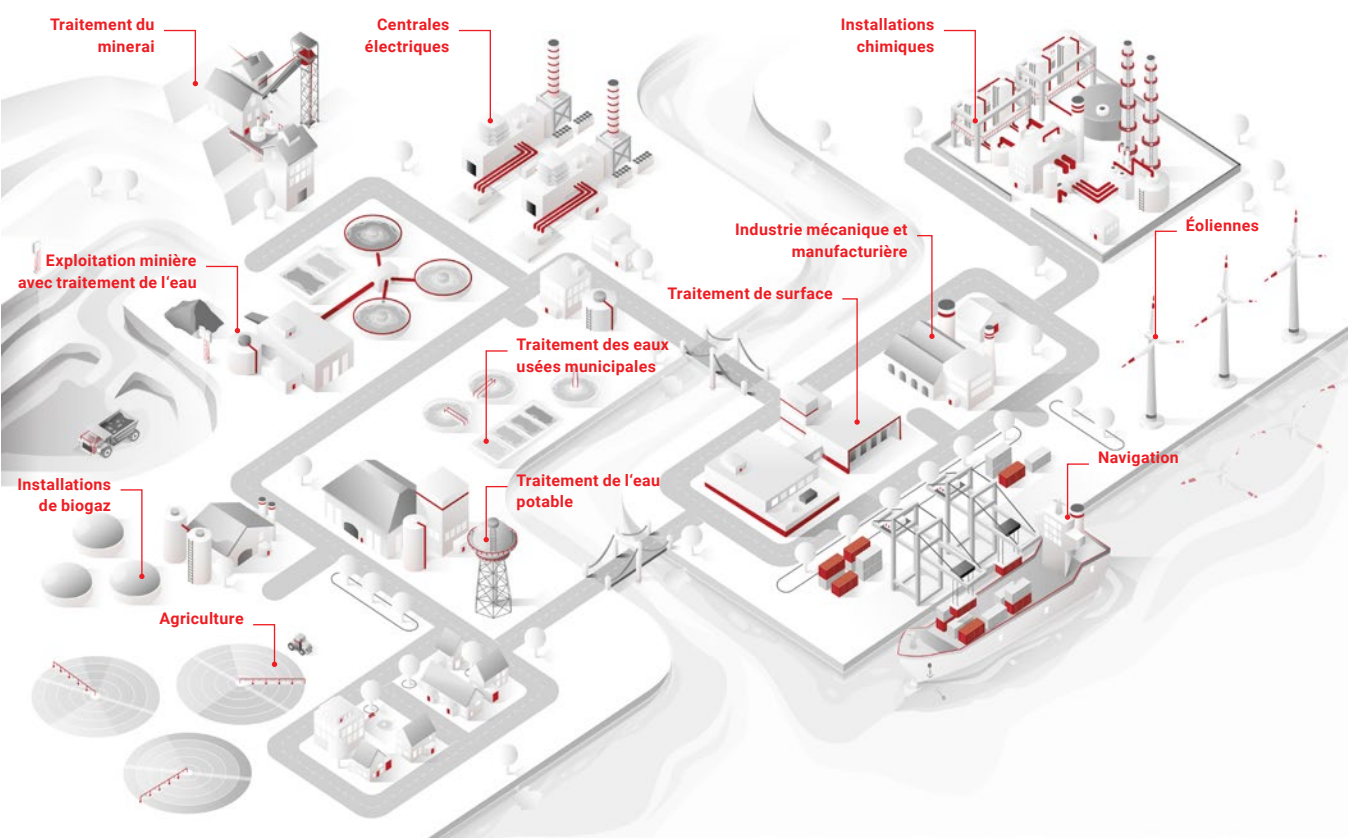 Traitement du
minerai
Centrales
électriques
Installations
chimiques
Éoliennes
Industrie mécanique et
manufacturière
Exploitation minière
avec traitement de l‘eau
Traitement de surface
Traitement des eaux
usées municipales
Navigation
Installations
de biogaz
Traitement de l‘eau
potable
Agriculture